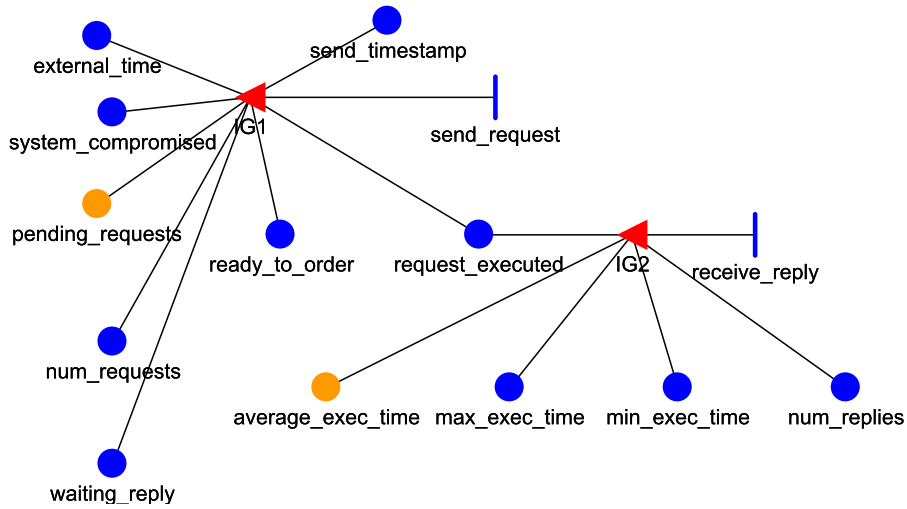 send_timestamp
external_time
IG1
send_request
system_compromised
pending_requests
ready_to_order
request_executed
IG2
receive_reply
num_requests
average_exec_time
max_exec_time
min_exec_time
num_replies
waiting_reply